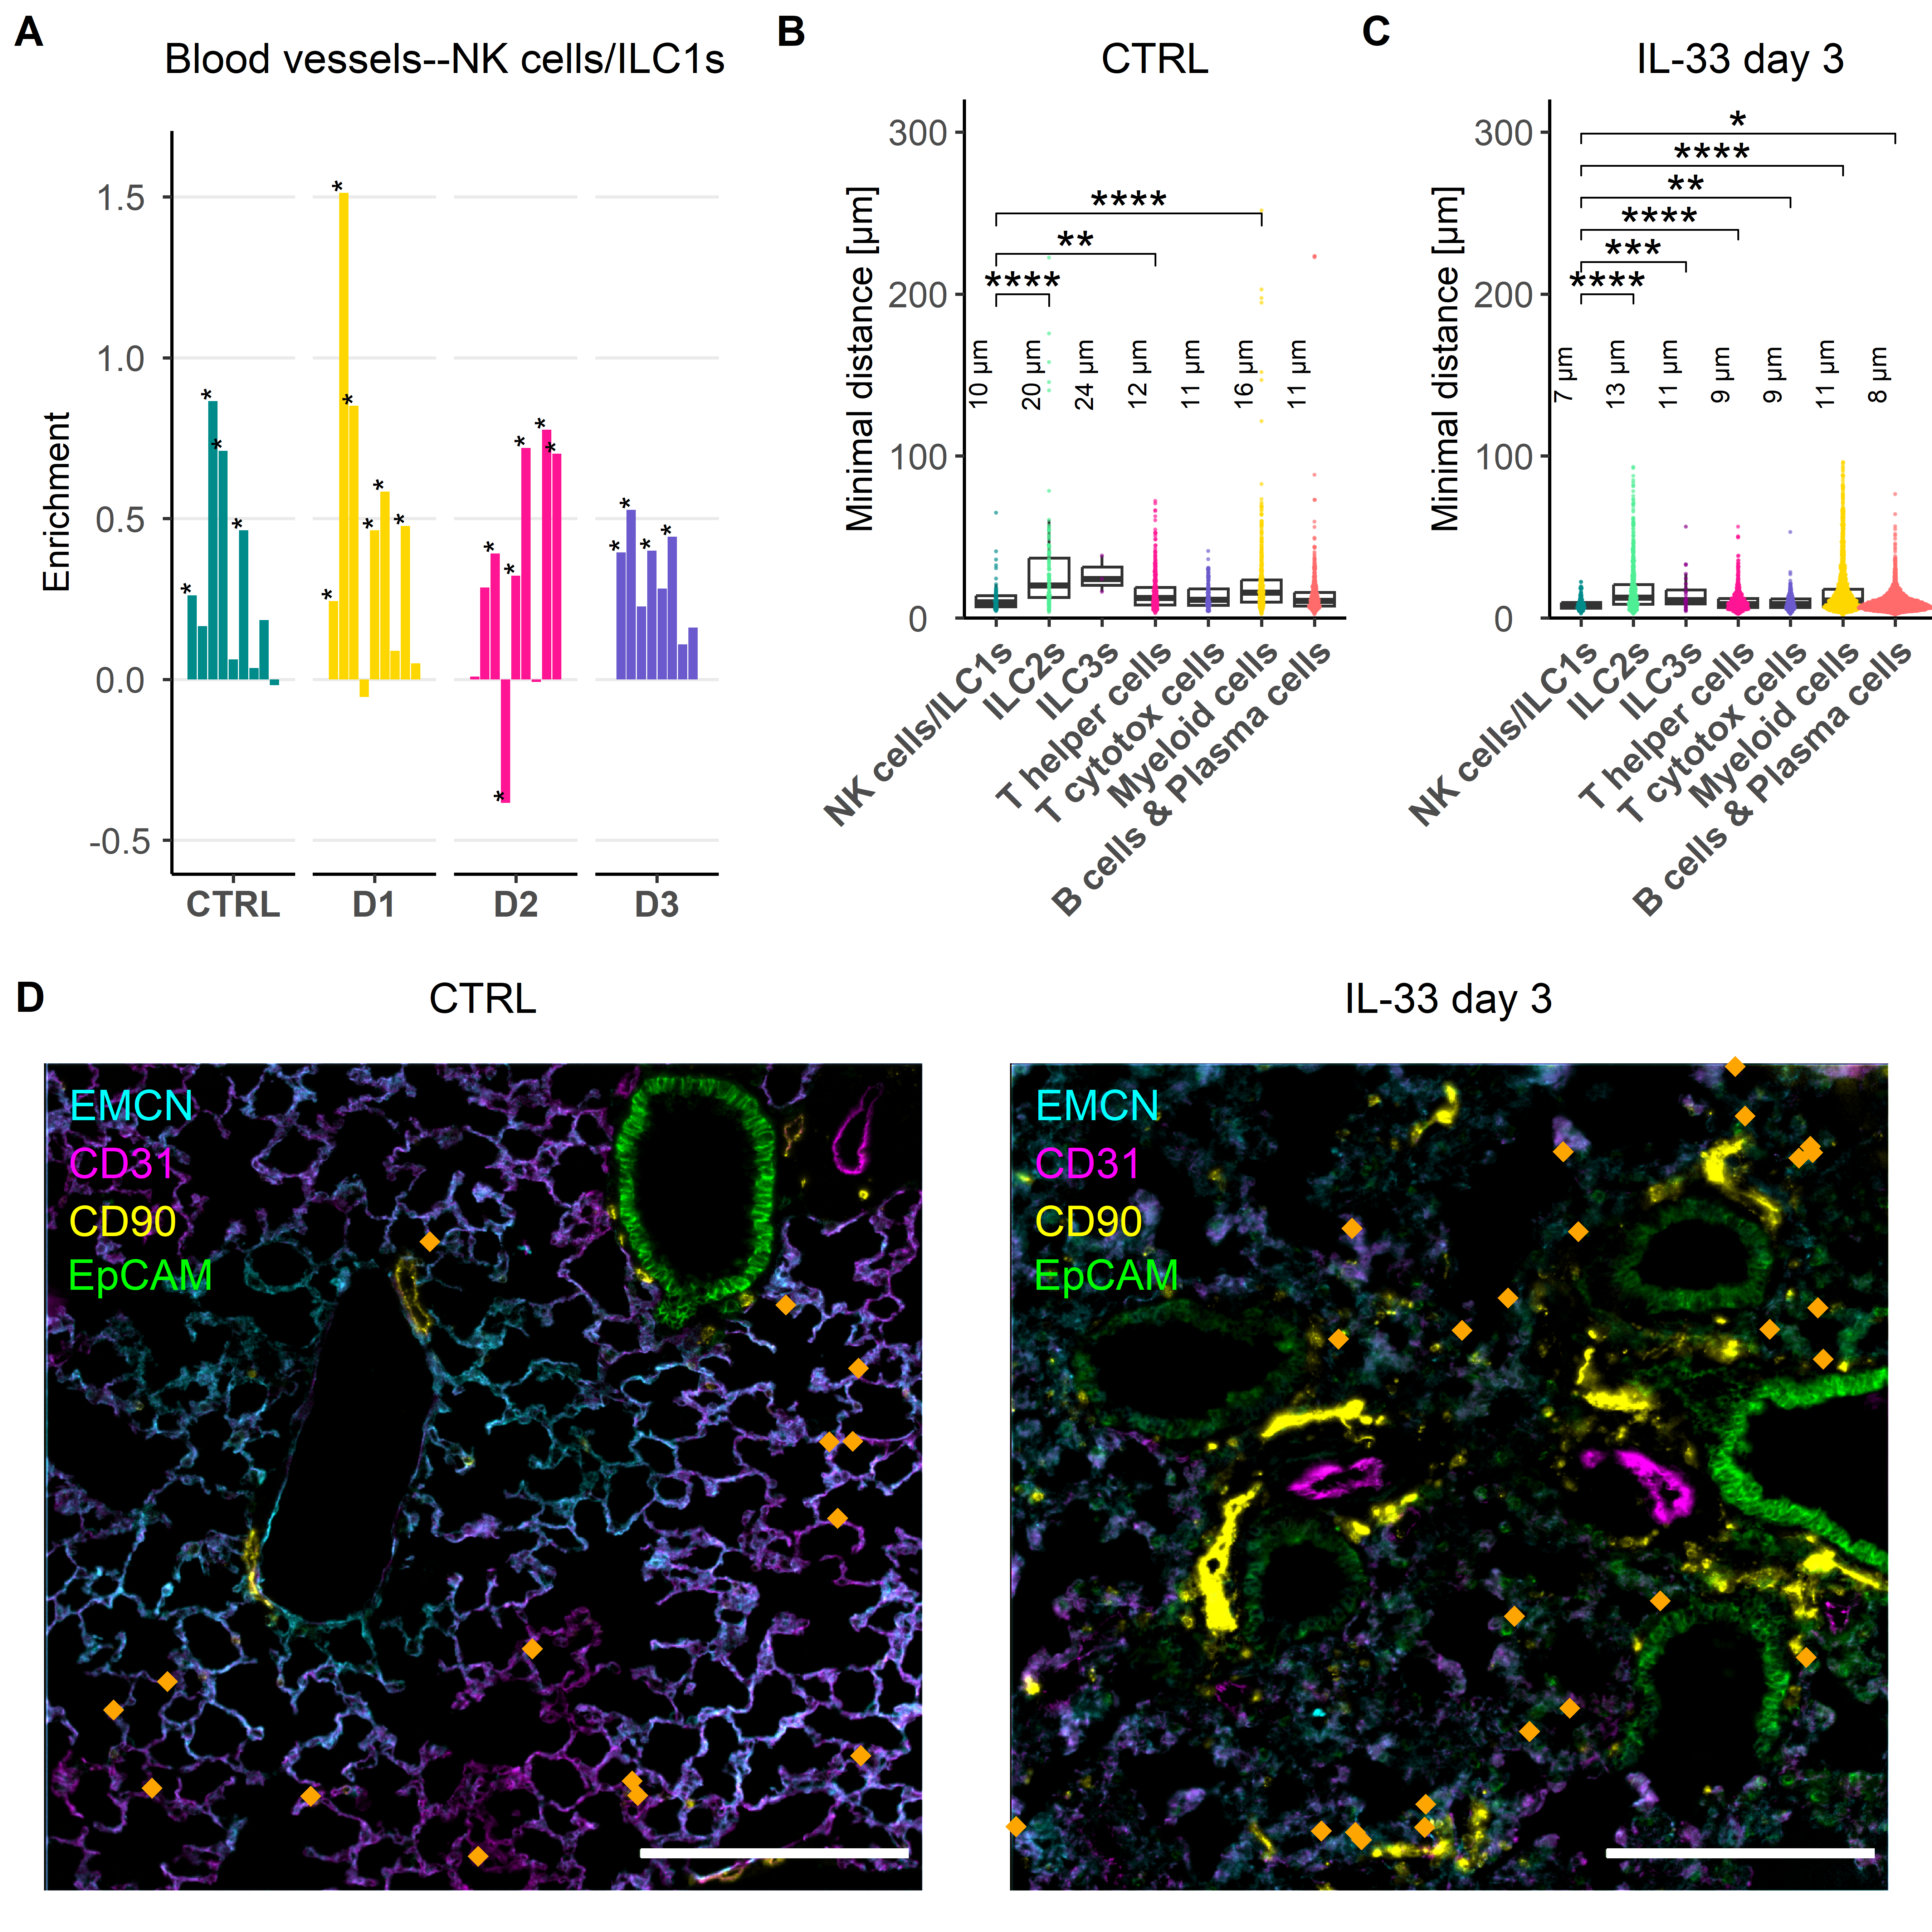 A
Blood vessels--NK cells/ILC1s
Enrichment
1.5
1.0
0.5
0.0
-0.5
* * * * * * * * * * * * * * * * * * * * *
CTRL D1 D2 D3
B
CTRL
Minimal distance [µm]
300
200
100
0
****
**
****
10 µm
20 µm
24 µm
12 µm
11 µm
16 µm
11 µm
NK cells/ILC1s
ILC2s
ILC3s
T helper cells
T cytotox cells
Myeloid cells
B cells & Plasma cells
C
IL-33 day 3
Minimal distance [µm]
300
200
100
0
*
****
**
****
***
****
7 µm
13 µm
11 µm
9 µm
9 µm
11 µm
8 µm
NK cells/ILC1s
ILC2s
ILC3s
T helper cells
T cytotox cells
Myeloid cells
B cells & Plasma cells
D
CTRL
EMCN
CD31
CD90
EpCAM
IL-33 day 3
EMCN
CD31
CD90
EpCAM